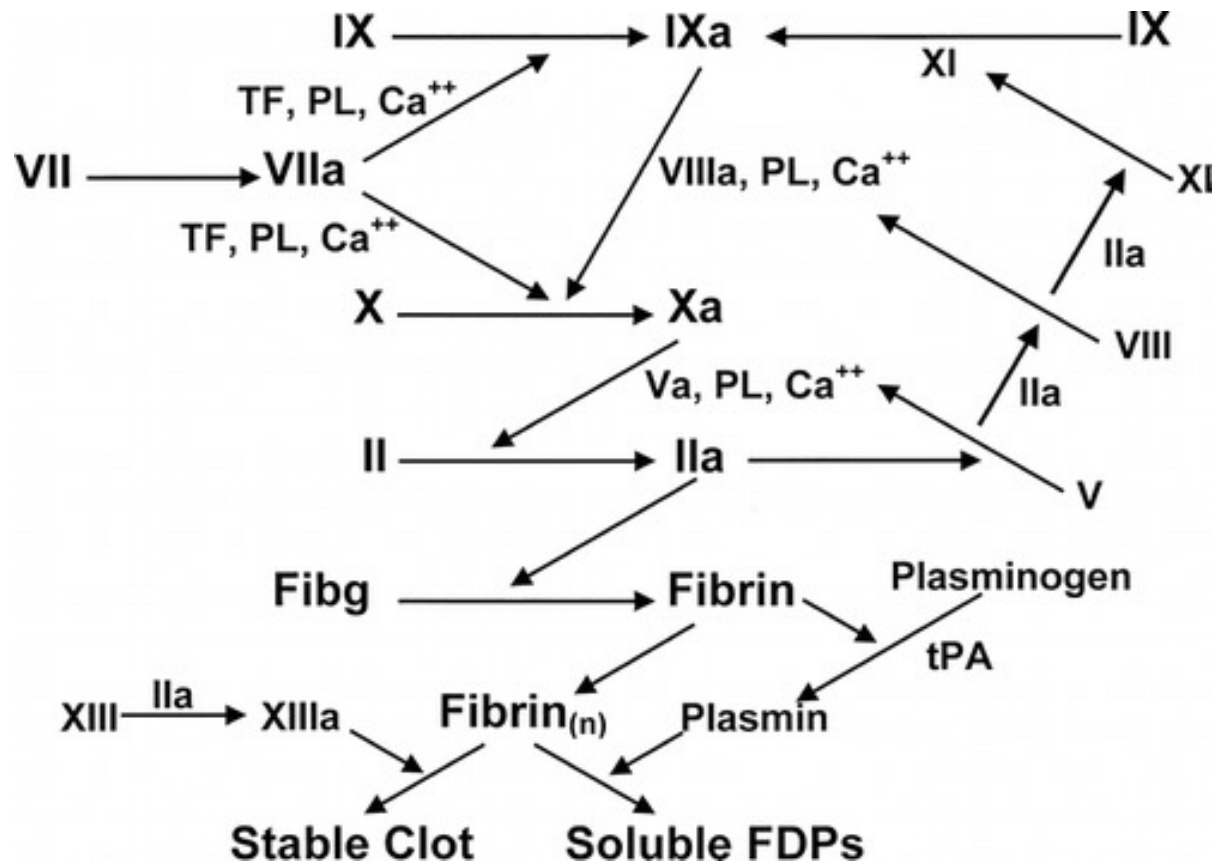 IX IXa IX
XI
TF, PL, Ca++
VII VIIa VIIIa, PL, Ca++
TF, PL, Ca++
IIa
X Xa
VIII
Va, PL, Ca++ IIa
II IIa
V
Fibg Fibrin Plasminogen
tPA
IIa
XIII XIIIa Fibrin(n) Plasmin
Stable Clot Soluble FDPs